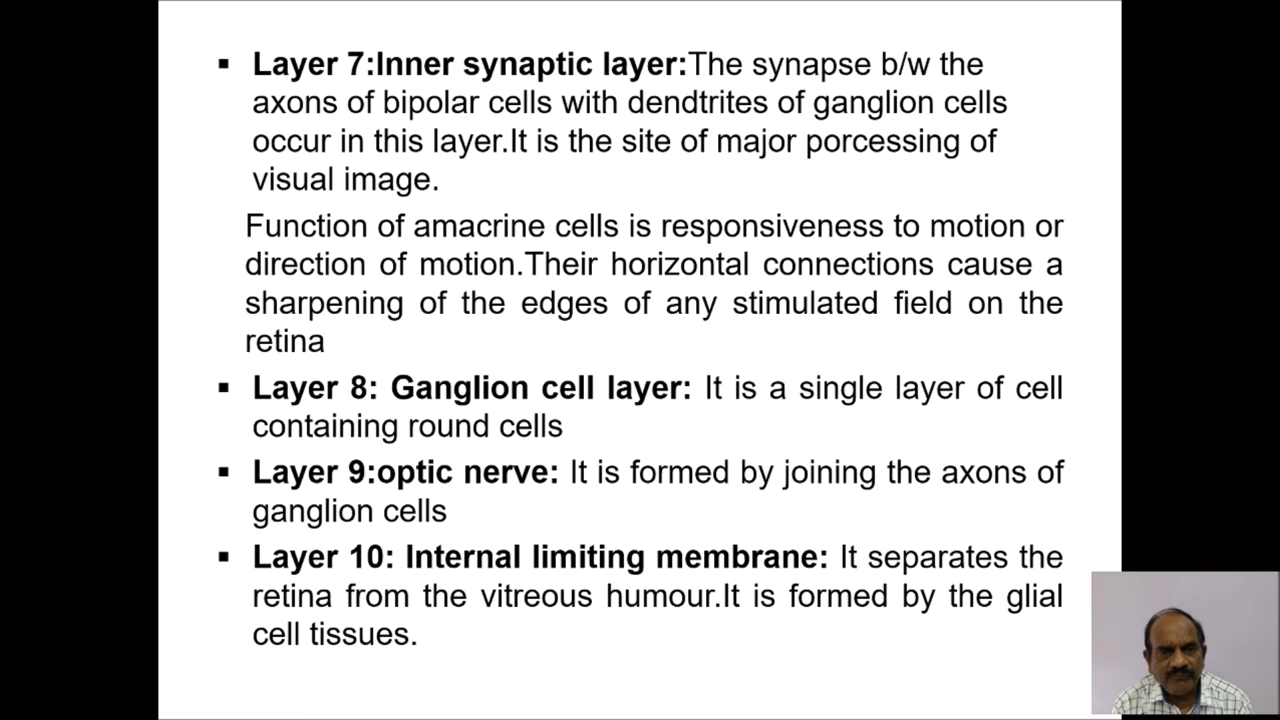 ▪ Layer 7:Inner synaptic layer:The synapse b/w the
axons of bipolar cells with dendtrites of ganglion cells
occur in this layer.It is the site of major porcessing of
visual image.
Function of amacrine cells is responsiveness to motion or
direction of motion.Their horizontal connections cause a
sharpening of the edges of any stimulated field on the
retina
▪ Layer 8: Ganglion cell layer: It is a single layer of cell
containing round cells
▪ Layer 9:optic nerve: It is formed by joining the axons of
ganglion cells
▪ Layer 10: Internal limiting membrane: It separates the
retina from the vitreous humour.It is formed by the glial
cell tissues.